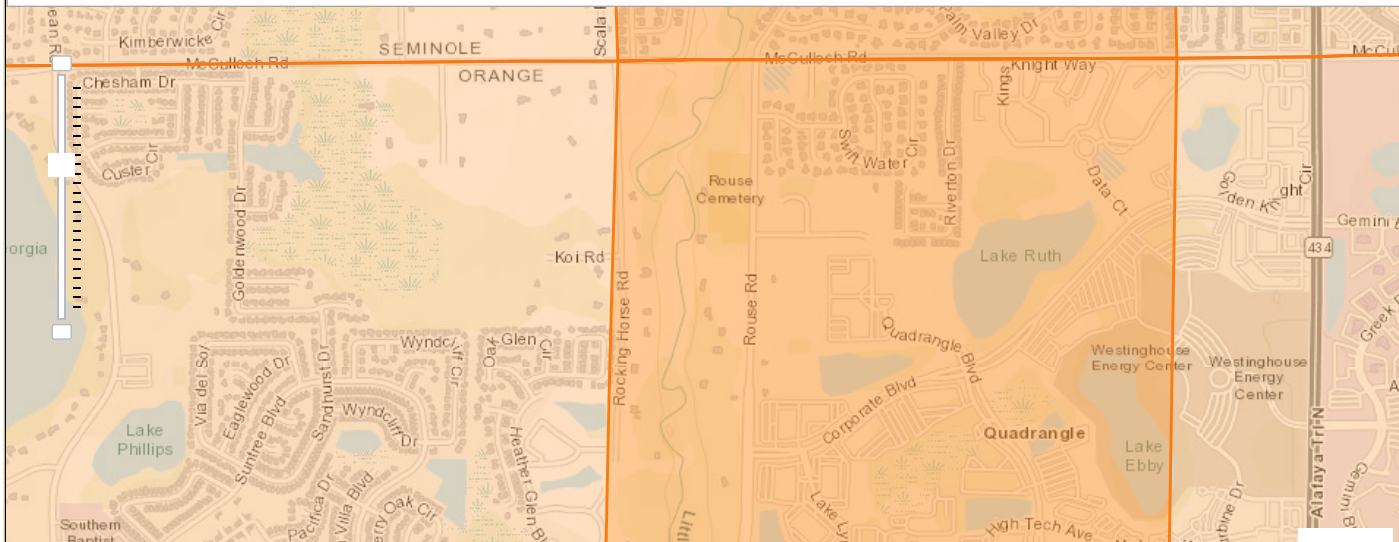 Kimberwicke Cir
SEMINOLE
Palm Valley Dr
McCulloch Rd
McCulloch Rd
Knight Way
Kings
ORANGE
Chesham Dr
Custer Cir
Swift Water Cir
Riverton Dr
Data Ct
Rouse
Cemetery
Goldenwood Dr
Golden Knight Cir
434
Koi Rd
Lake Ruth
Rocking Horse Rd
Rouse Rd
Quadrangle Blvd
Wyndcliff Cir
Oak Glen Cir
Via del Sol
Eaglewood Dr
Sandhurst Dr
Suntree Blvd
Wyndcliff Dr
Westinghouse
Energy Center
Westinghouse
Energy
Center
Greek
Corporate Blvd
Quadrangle
Lake
Phillips
Lake
Ebby
Heather Glen
Alafaya Trl N
Pacifica Dr
Villa Blvd
Oak Cir
High Tech Ave
Southern
Baptist